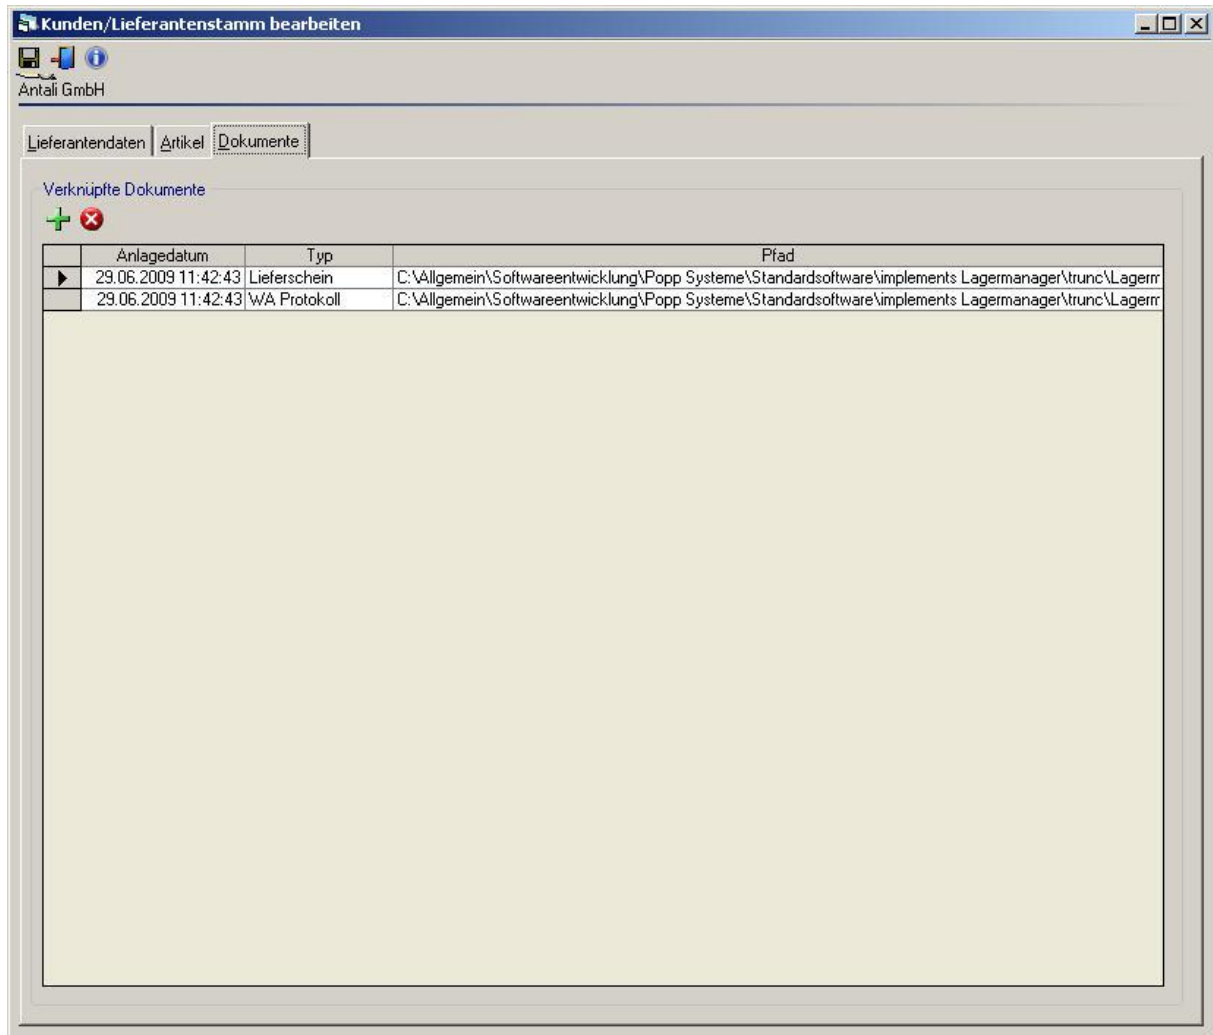 Kunden/Lieferantenstamm bearbeiten
Antali GmbH
Lieferantendaten Artikel Dokumente
Verknüpfte Dokumente
Anlagedatum Typ Pfad
29.06.2009 11:42:43 Lieferschein C:\Allgemein\Softwareentwicklung\Popp Systeme\Standardsoftware\implements Lagermanager\trunc\Lagerm
29.06.2009 11:42:43 WA Protokoll C:\Allgemein\Softwareentwicklung\Popp Systeme\Standardsoftware\implements Lagermanager\trunc\Lagerm